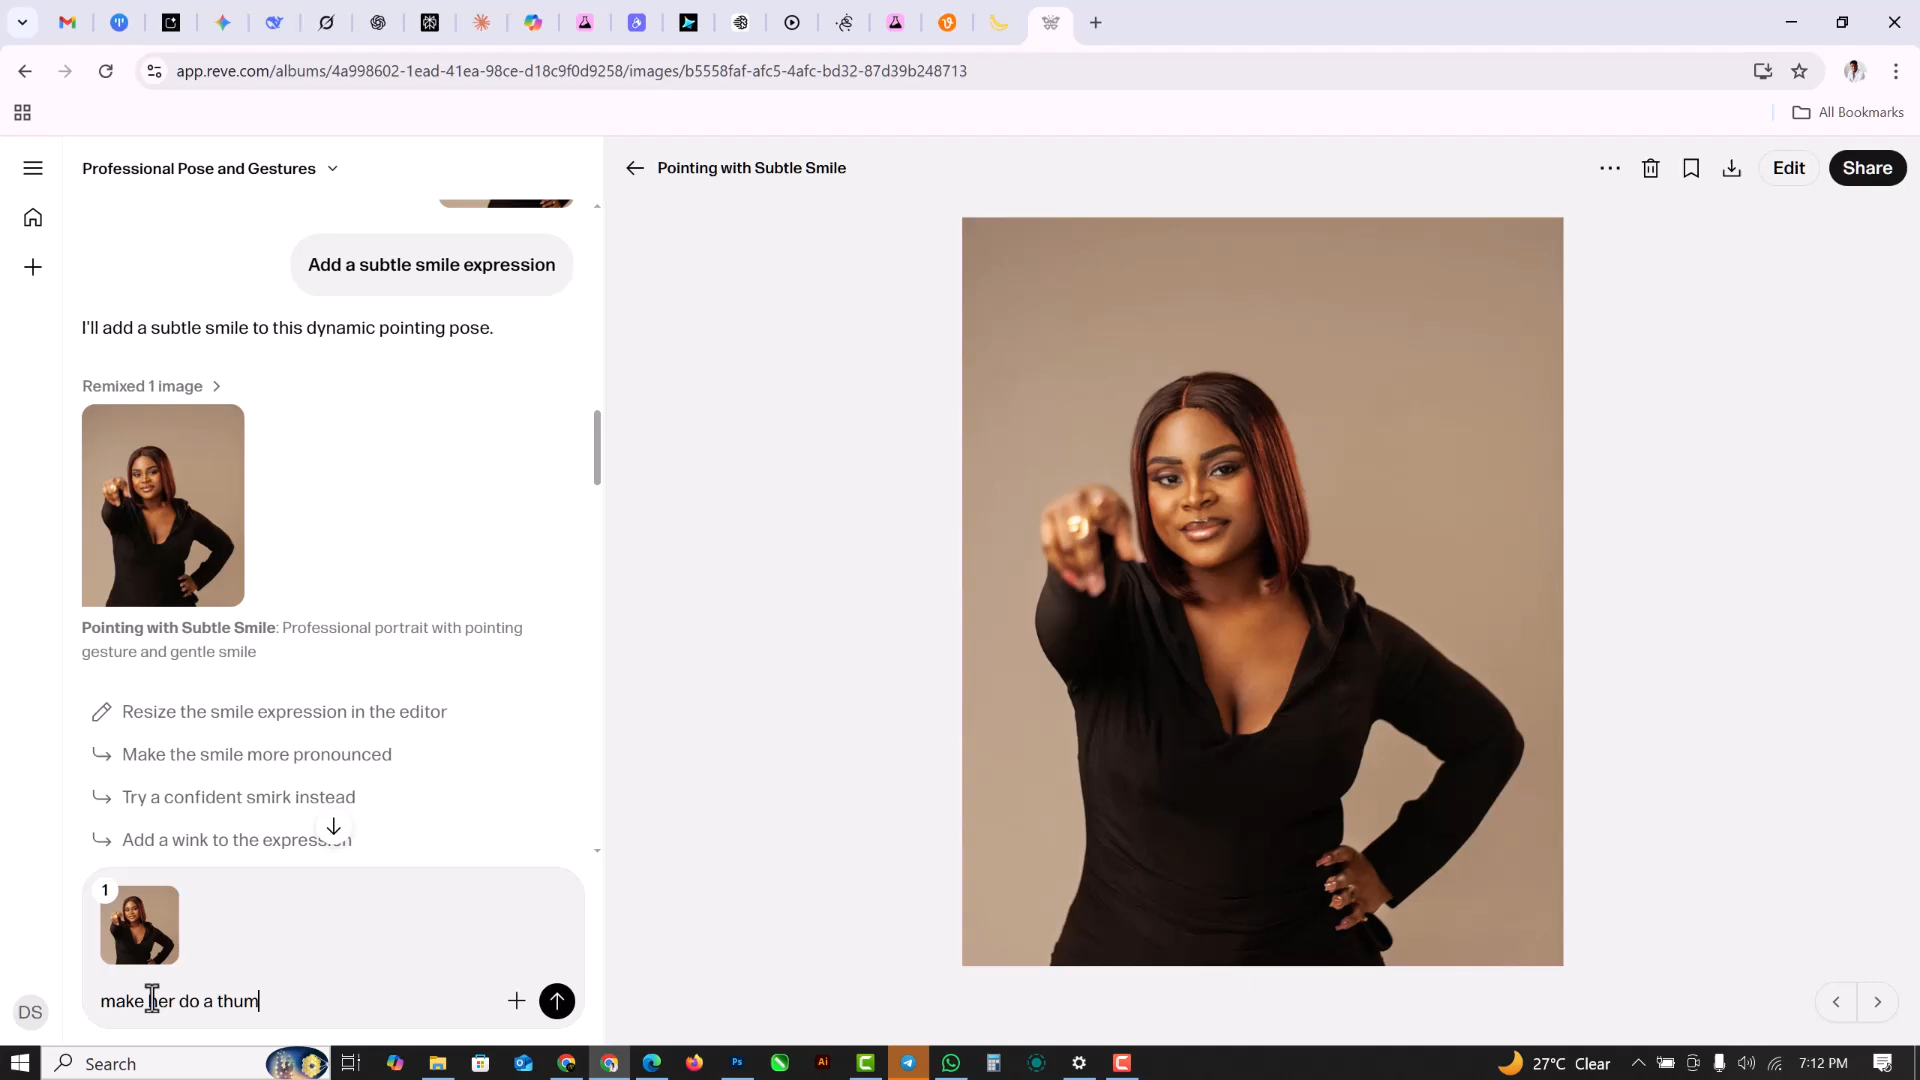 app.reve.com/albums/4a998602-1ead-41ea-98ce-d18c9f0d9258/images/b5558faf-afc5-4afc-bd32-87d39b248713
All Bookmarks
Professional Pose and Gestures
Add a subtle smile expression
I'll add a subtle smile to this dynamic pointing pose.
Remixed 1 image
Pointing with Subtle Smile: Professional portrait with pointing
gesture and gentle smile
Resize the smile expression in the editor
Make the smile more pronounced
Try a confident smirk instead
Add a wink to the expression
1
make her do a thum
DS
Pointing with Subtle Smile
Edit
Share
Search
Ps
Ai
27°C Clear
7:12 PM